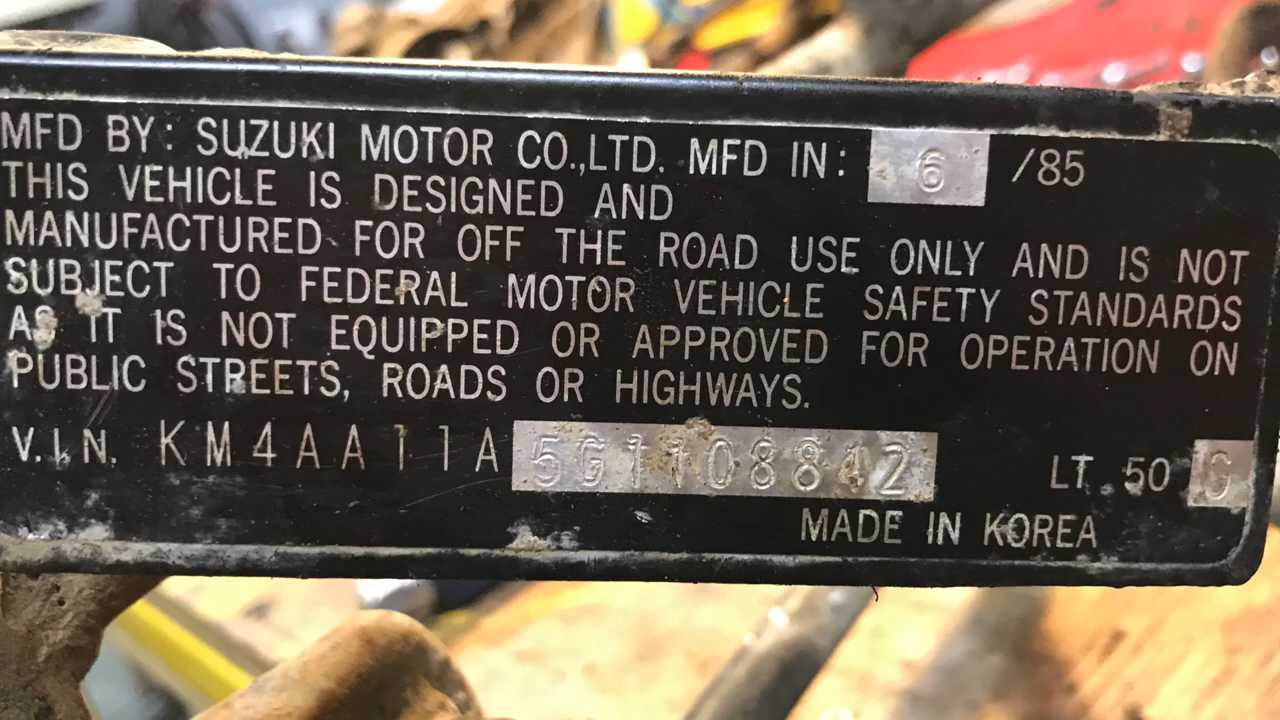 MFD BY: SUZUKI MOTOR CO.,LTD. MFD IN: 6 /85
THIS VEHICLE IS DESIGNED AND
MANUFACTURED FOR OFF THE ROAD USE ONLY AND IS NOT
SUBJECT TO FEDERAL MOTOR VEHICLE SAFETY STANDARDS
AS IT IS NOT EQUIPPED OR APPROVED FOR OPERATION ON
PUBLIC STREETS, ROADS OR HIGHWAYS.
V.I.N. KM4AA11A5G1108842 LT 50 G
MADE IN KOREA